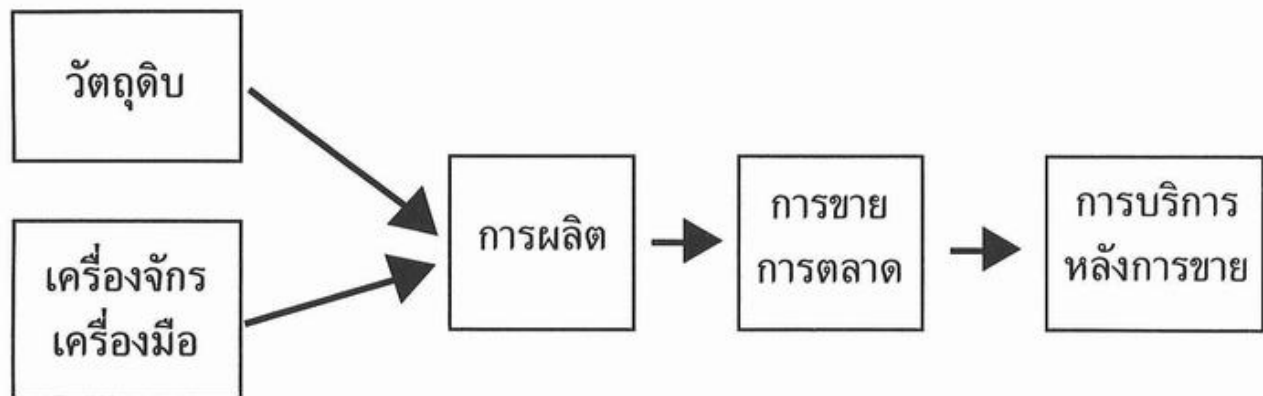 วัตถุดิบ
เครื่องจักร
เครื่องมือ
การผลิต
การขาย
การตลาด
การบริการ
หลังการขาย